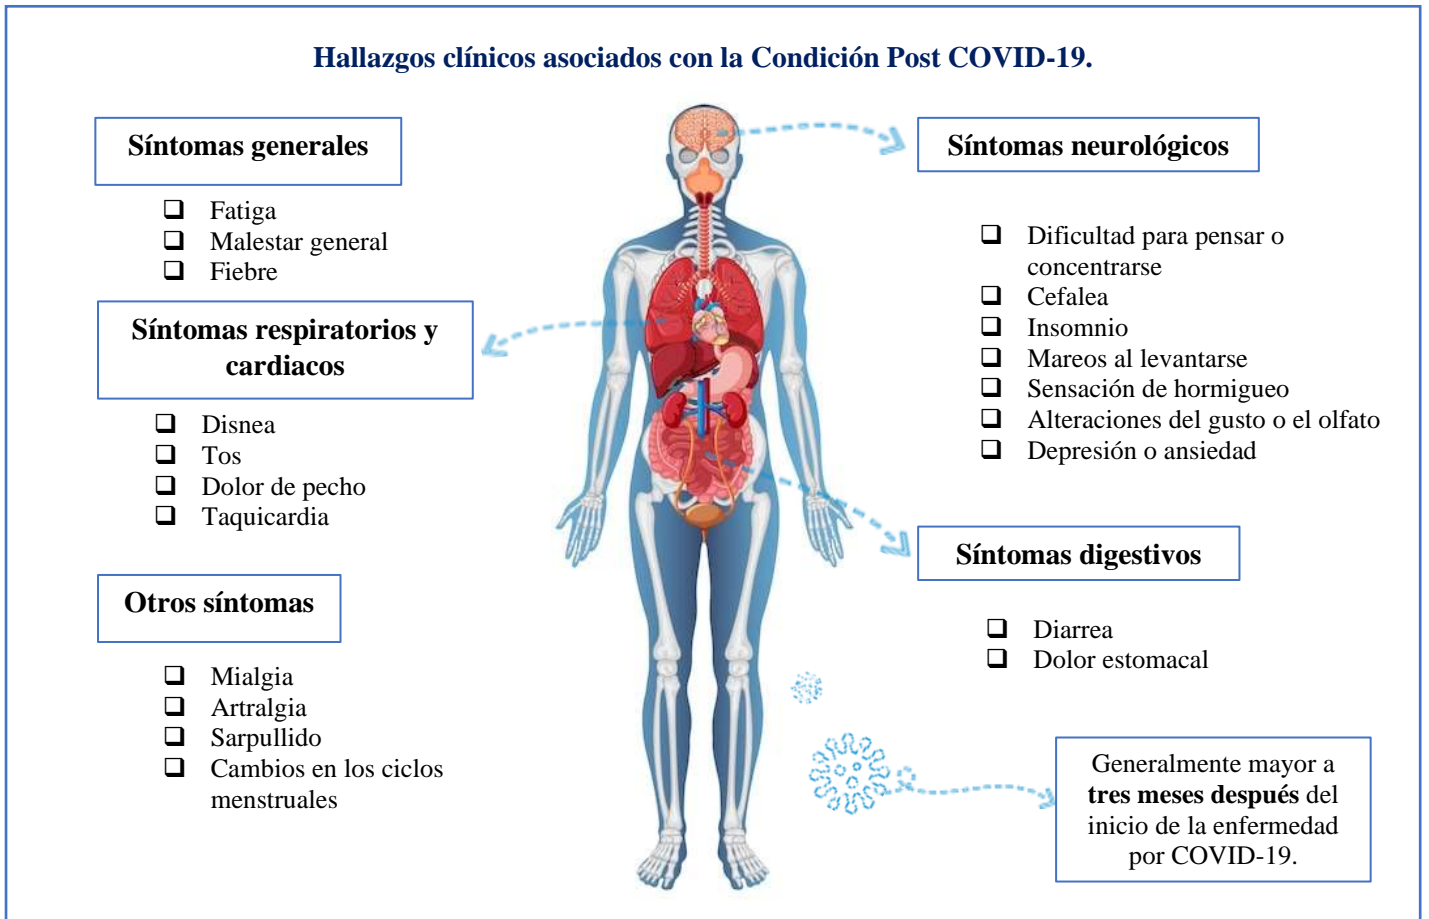 Hallazgos clínicos asociados con la Condición Post COVID-19.
Síntomas generales
❑ Fatiga
❑ Malestar general
❑ Fiebre
Síntomas respiratorios y
cardiacos
❑ Disnea
❑ Tos
❑ Dolor de pecho
❑ Taquicardia
Otros síntomas
❑ Mialgia
❑ Artralgia
❑ Sarpullido
❑ Cambios en los ciclos
menstruales
Síntomas neurológicos
❑ Dificultad para pensar o
concentrarse
❑ Cefalea
❑ Insomnio
❑ Mareos al levantarse
❑ Sensación de hormigueo
❑ Alteraciones del gusto o el olfato
❑ Depresión o ansiedad
Síntomas digestivos
❑ Diarrea
❑ Dolor estomacal
Generalmente mayor a
tres meses después del
inicio de la enfermedad
por COVID-19.